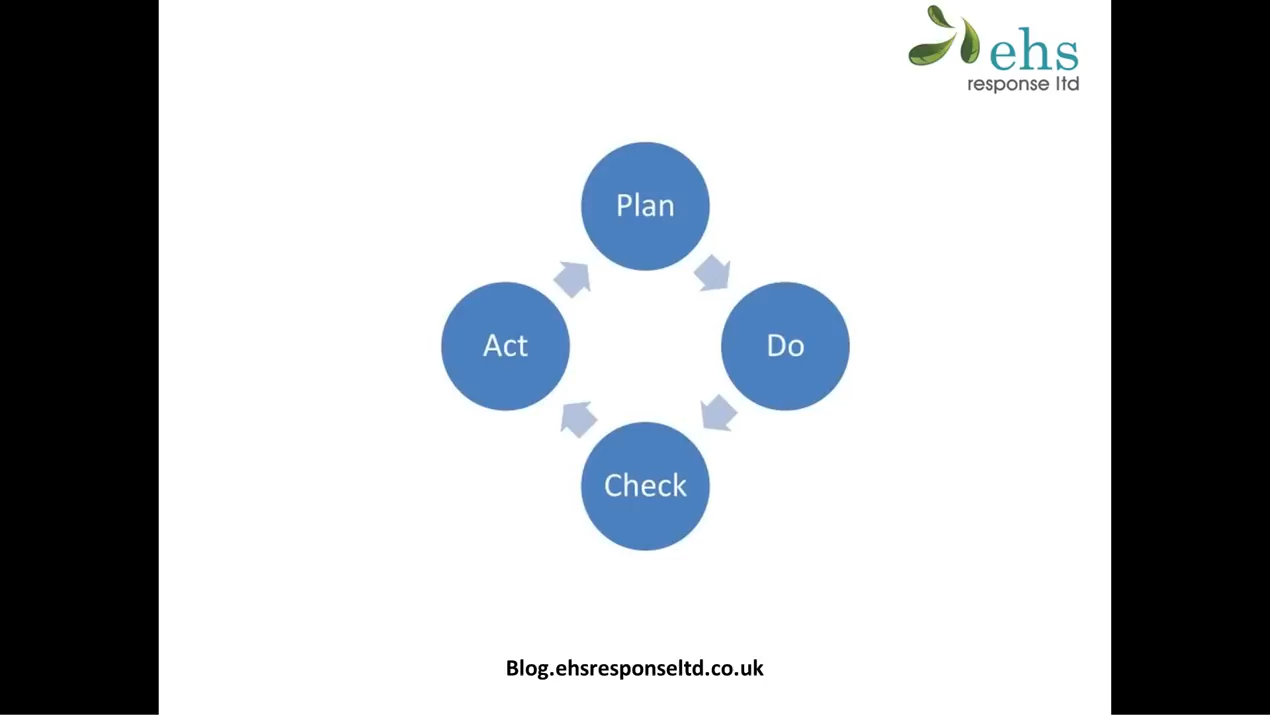 ehs
response ltd
Plan
Act
Do
Check
Blog.ehsresponseltd.co.uk